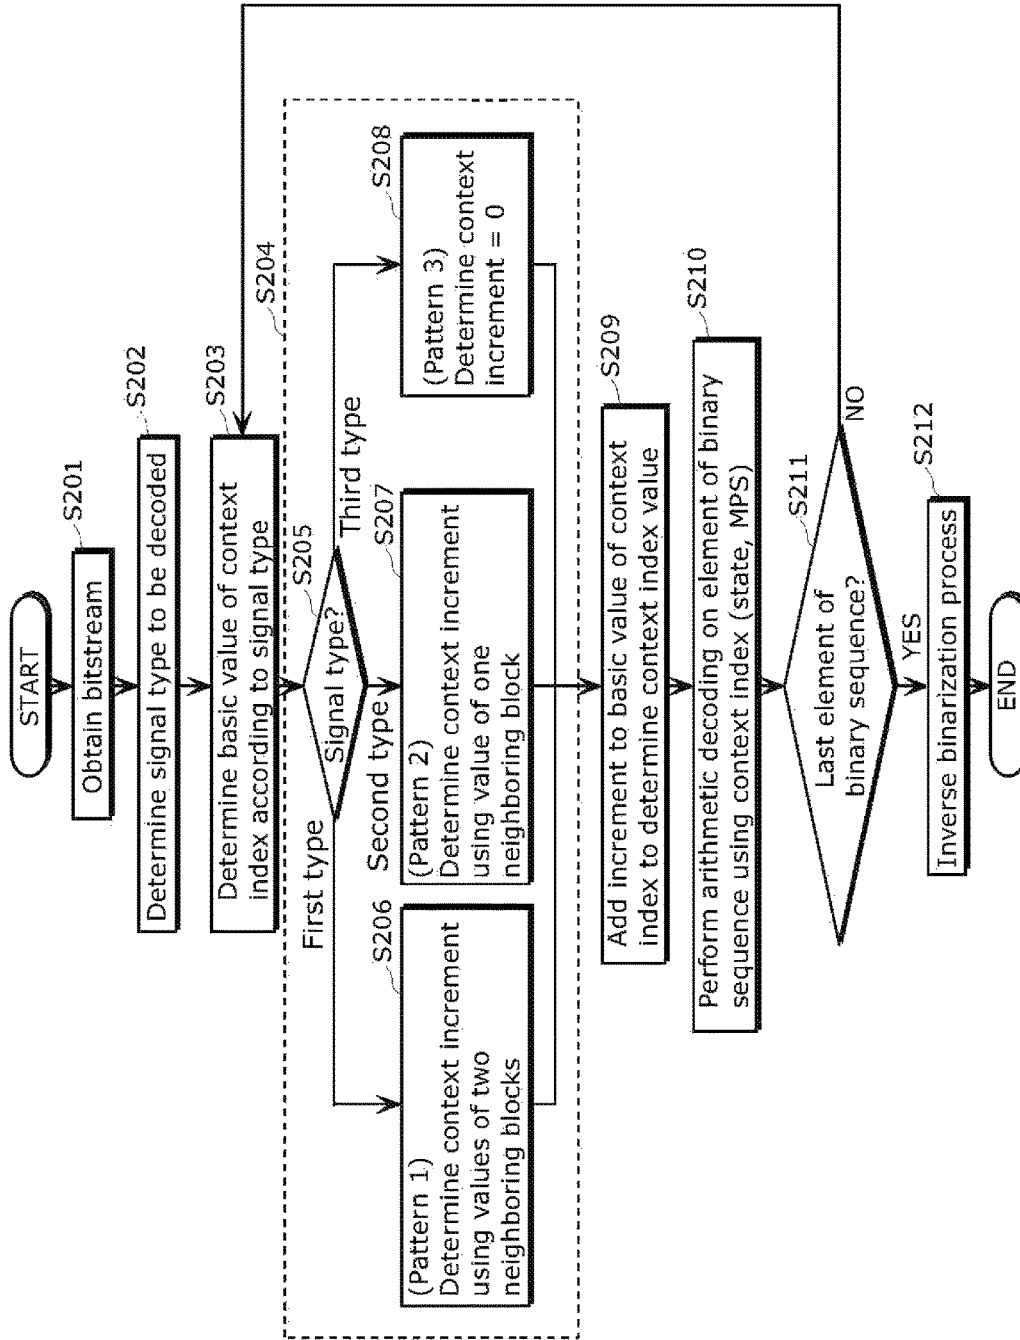 START
S201
Obtain bitstream
S202
Determine signal type to be decoded
S203
Determine basic value of context
index according to signal type
S204
S205
Signal type?
First type
Second type
Third type
S206
(Pattern 1)
Determine context increment
using values of two
neighboring blocks
S207
(Pattern 2)
Determine context increment
using value of one
neighboring block
S208
(Pattern 3)
Determine context
increment = 0
S209
Add increment to basic value of context
index to determine context index value
S210
Perform arithmetic decoding on element of binary
sequence using context index (state, MPS)
S211
Last element of
binary sequence?
NO
YES
S212
Inverse binarization process
END